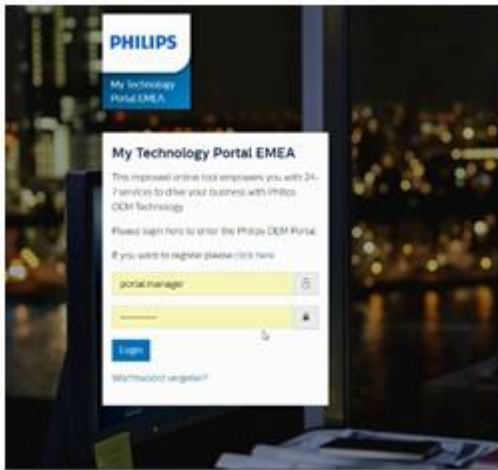 PHILIPS
My Technology
Portal EMEA
My Technology Portal EMEA
This improved online tool empowers you with 24-
7 services to drive your business with Philips
OEM Technology.
Please login here to enter the Philips OEM Portal.
If you want to register please click here
portal.manager
Login
Wachtwoord vergeten?